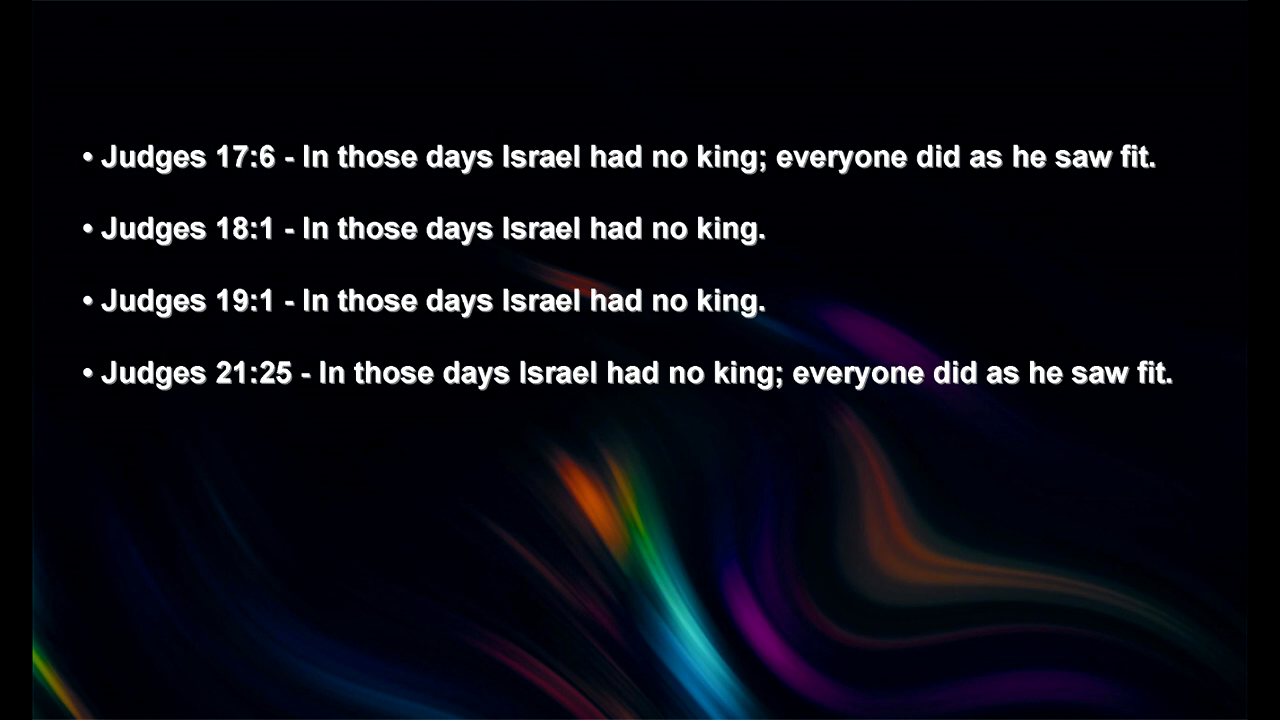 • Judges 17:6 - In those days Israel had no king; everyone did as he saw fit.
• Judges 18:1 - In those days Israel had no king.
• Judges 19:1 - In those days Israel had no king.
• Judges 21:25 - In those days Israel had no king; everyone did as he saw fit.